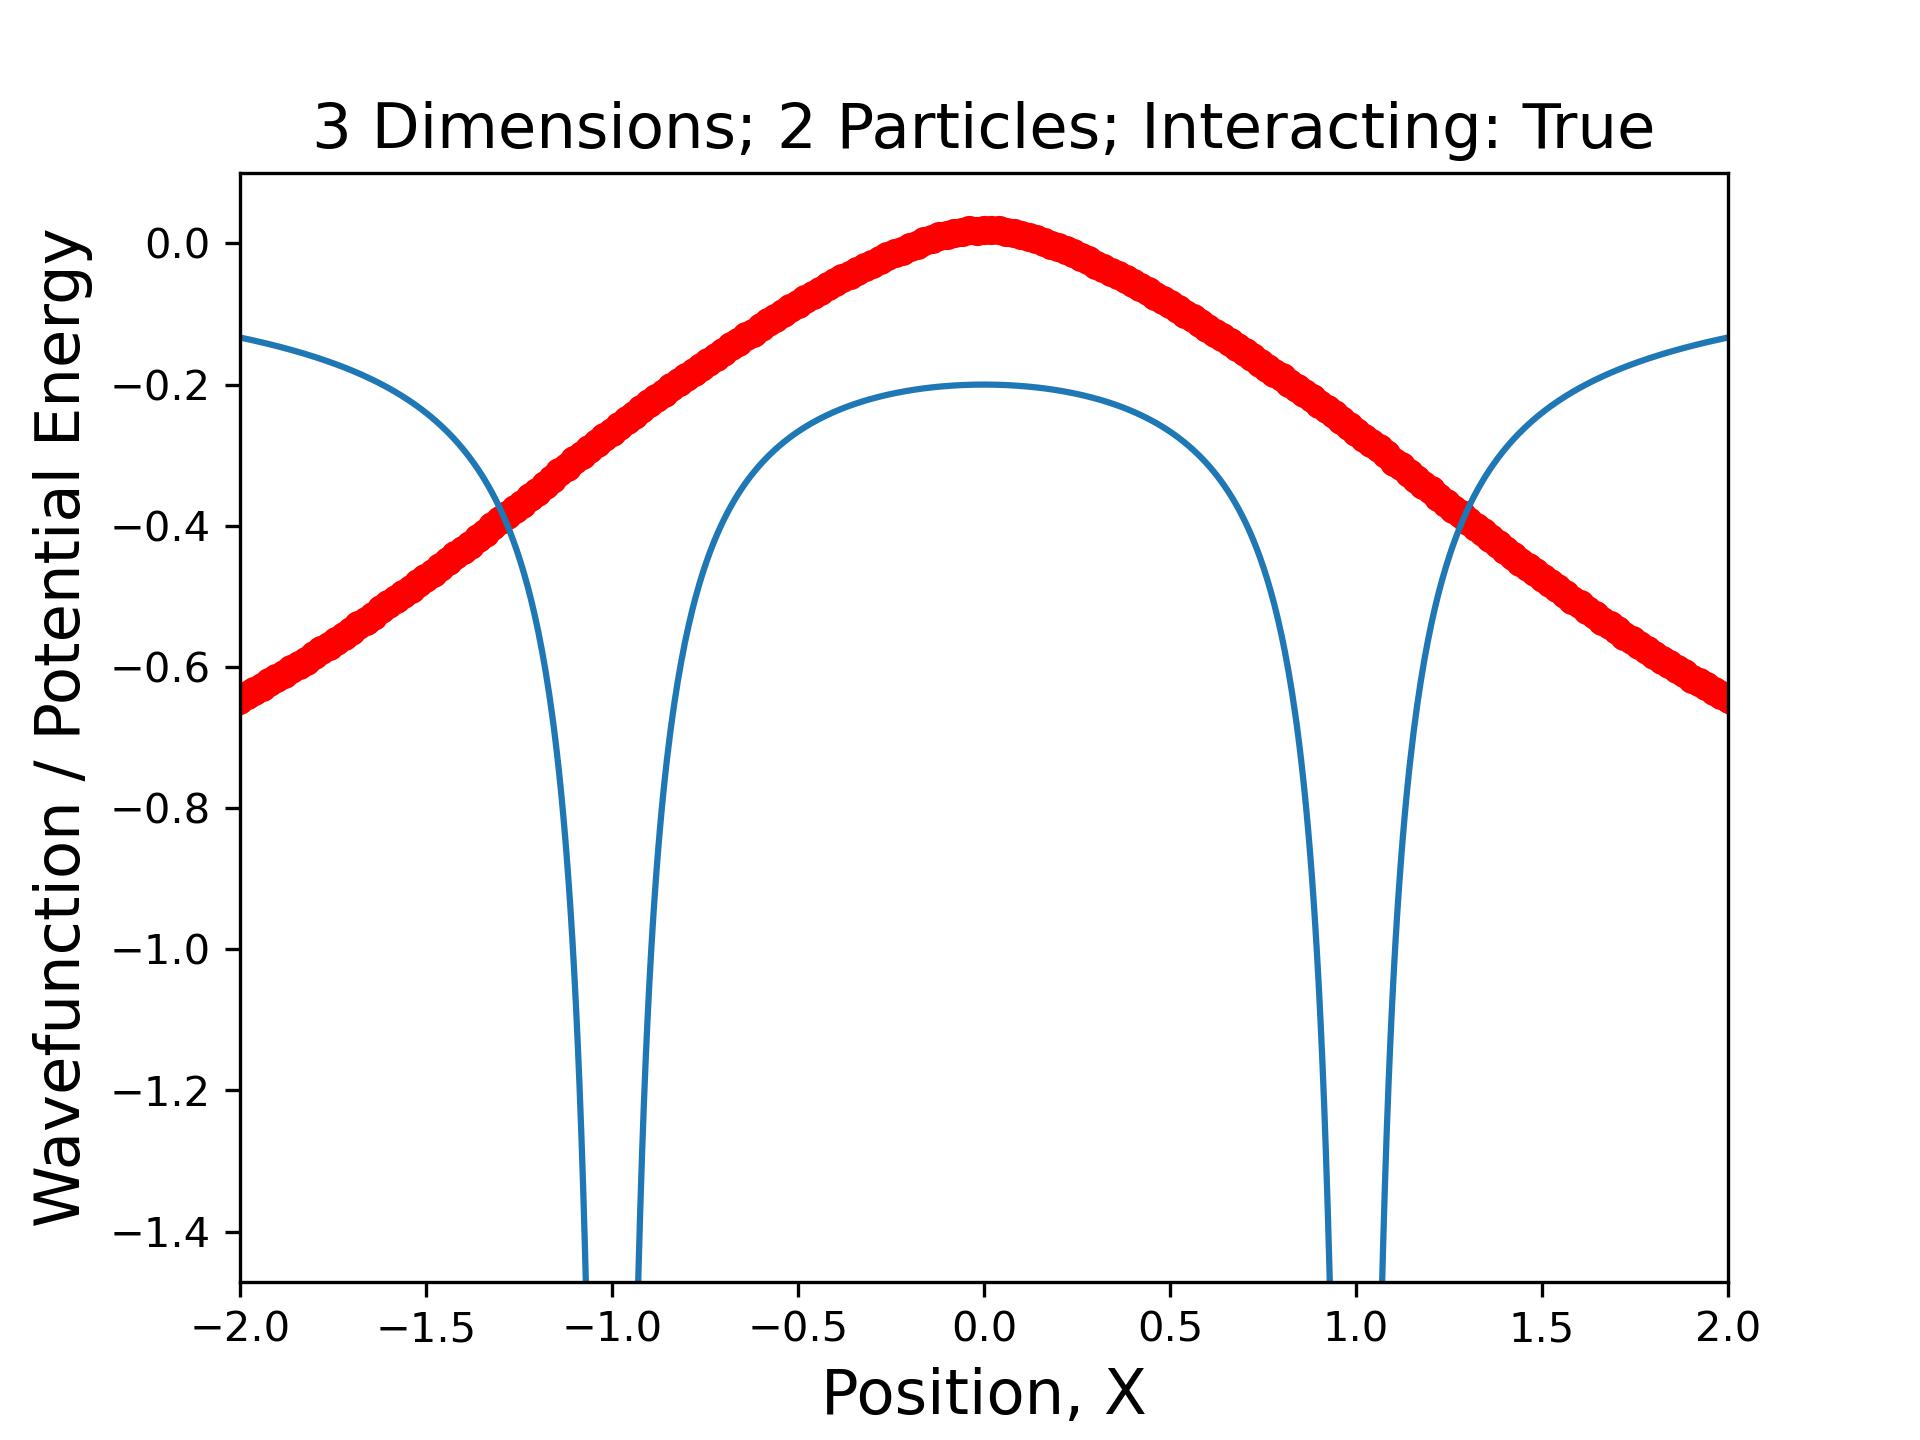 3 Dimensions; 2 Particles; Interacting: True
Wavefunction / Potential Energy
0.0
−0.2
−0.4
−0.6
−0.8
−1.0
−1.2
−1.4
−2.0 −1.5 −1.0 −0.5 0.0 0.5 1.0 1.5 2.0
Position, X